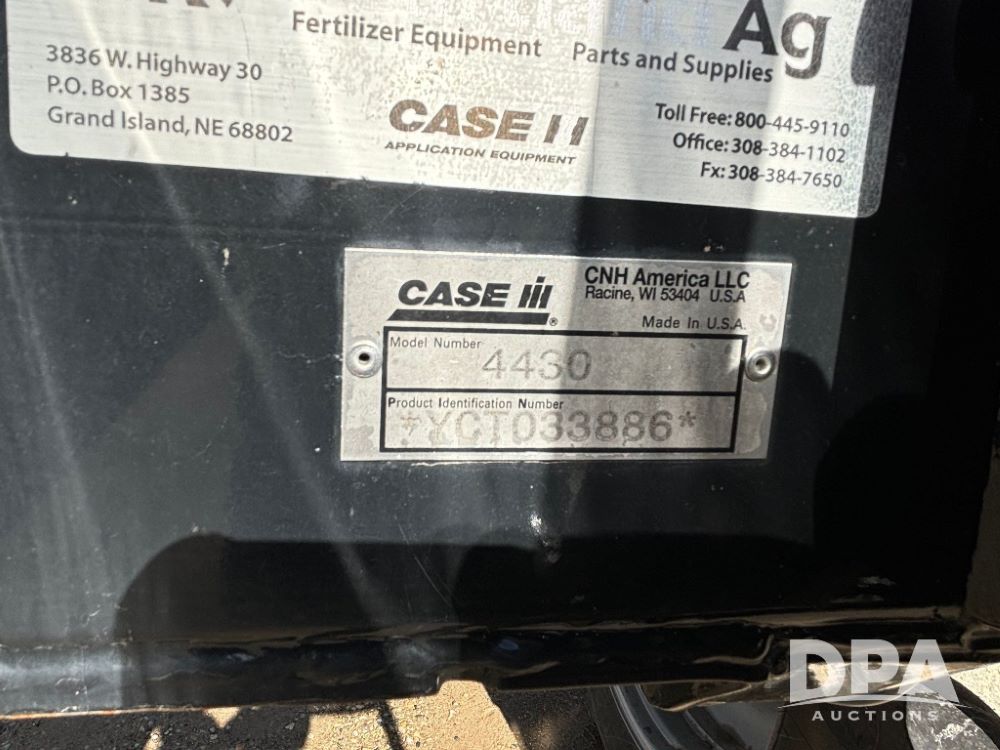 Ag
Fertilizer Equipment
Parts and Supplies
3836 W. Highway 30
P.O. Box 1385
Grand Island, NE 68802
CASE IH
APPLICATION EQUIPMENT
Toll Free: 800-445-9110
Office: 308-384-1102
Fx: 308-384-7650
CASE IH
®
CNH America LLC
Racine, WI 53404 U.S.A
Made In U.S.A.
Model Number
4430
Product Identification Number
*YCT033886*
DPA
AUCTIONS